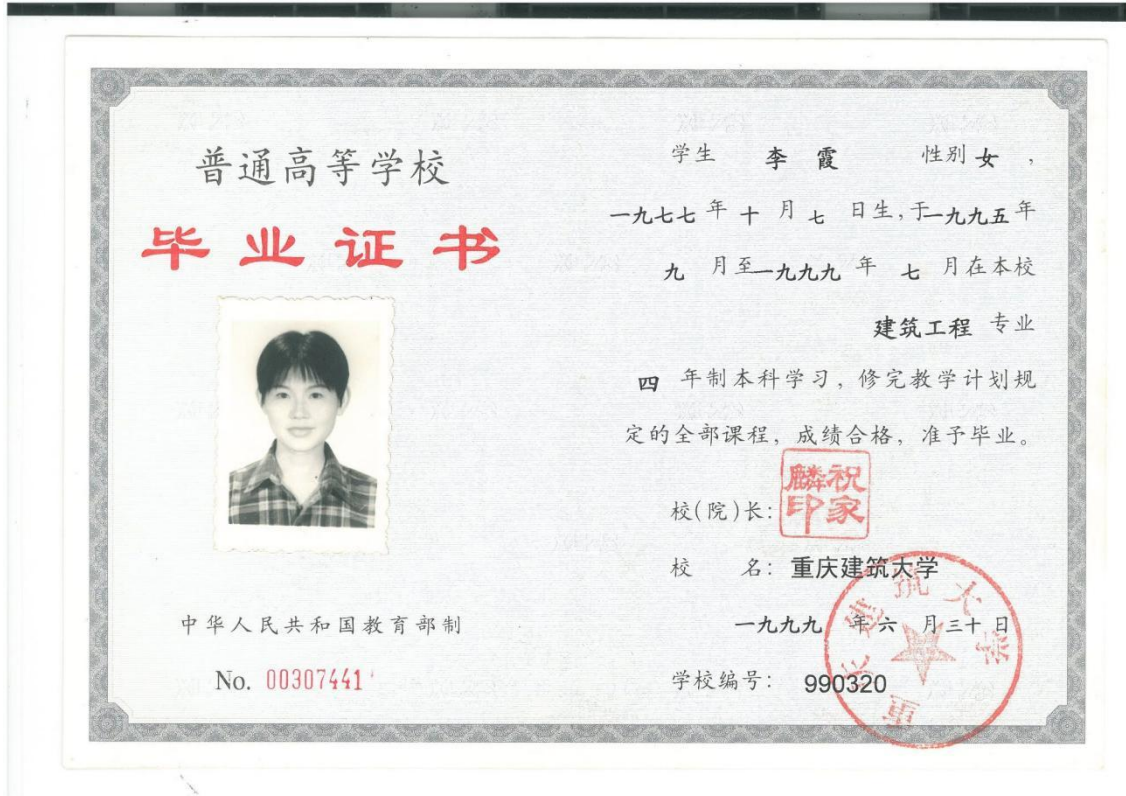 普通高等学校
毕业证书
中华人民共和国教育部制
No. 00307441
学生 李霞 性别 女，
一九七七 年 十 月 七 日生，于一九九五 年
九 月至一九九九 年 七 月在本校
建筑工程 专业
四 年制本科学习，修完教学计划规
定的全部课程，成绩合格，准予毕业。
校(院)长： 祝家麟印
校 名：重庆建筑大学
一九九九 年六 月三十 日
学校编号： 990320
重庆建筑大学